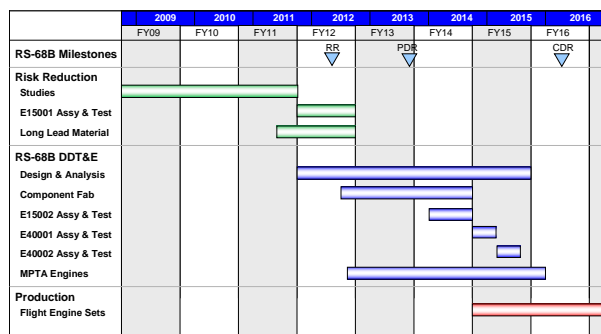 2009 2010 2011 2012 2013 2014 2015 2016
FY09 FY10 FY11 FY12 FY13 FY14 FY15 FY16
RR PDR CDR
RS-68B Milestones
Risk Reduction
Studies
E15001 Assy & Test
Long Lead Material
RS-68B DDT&E
Design & Analysis
Component Fab
E15002 Assy & Test
E40001 Assy & Test
E40002 Assy & Test
MPTA Engines
Production
Flight Engine Sets